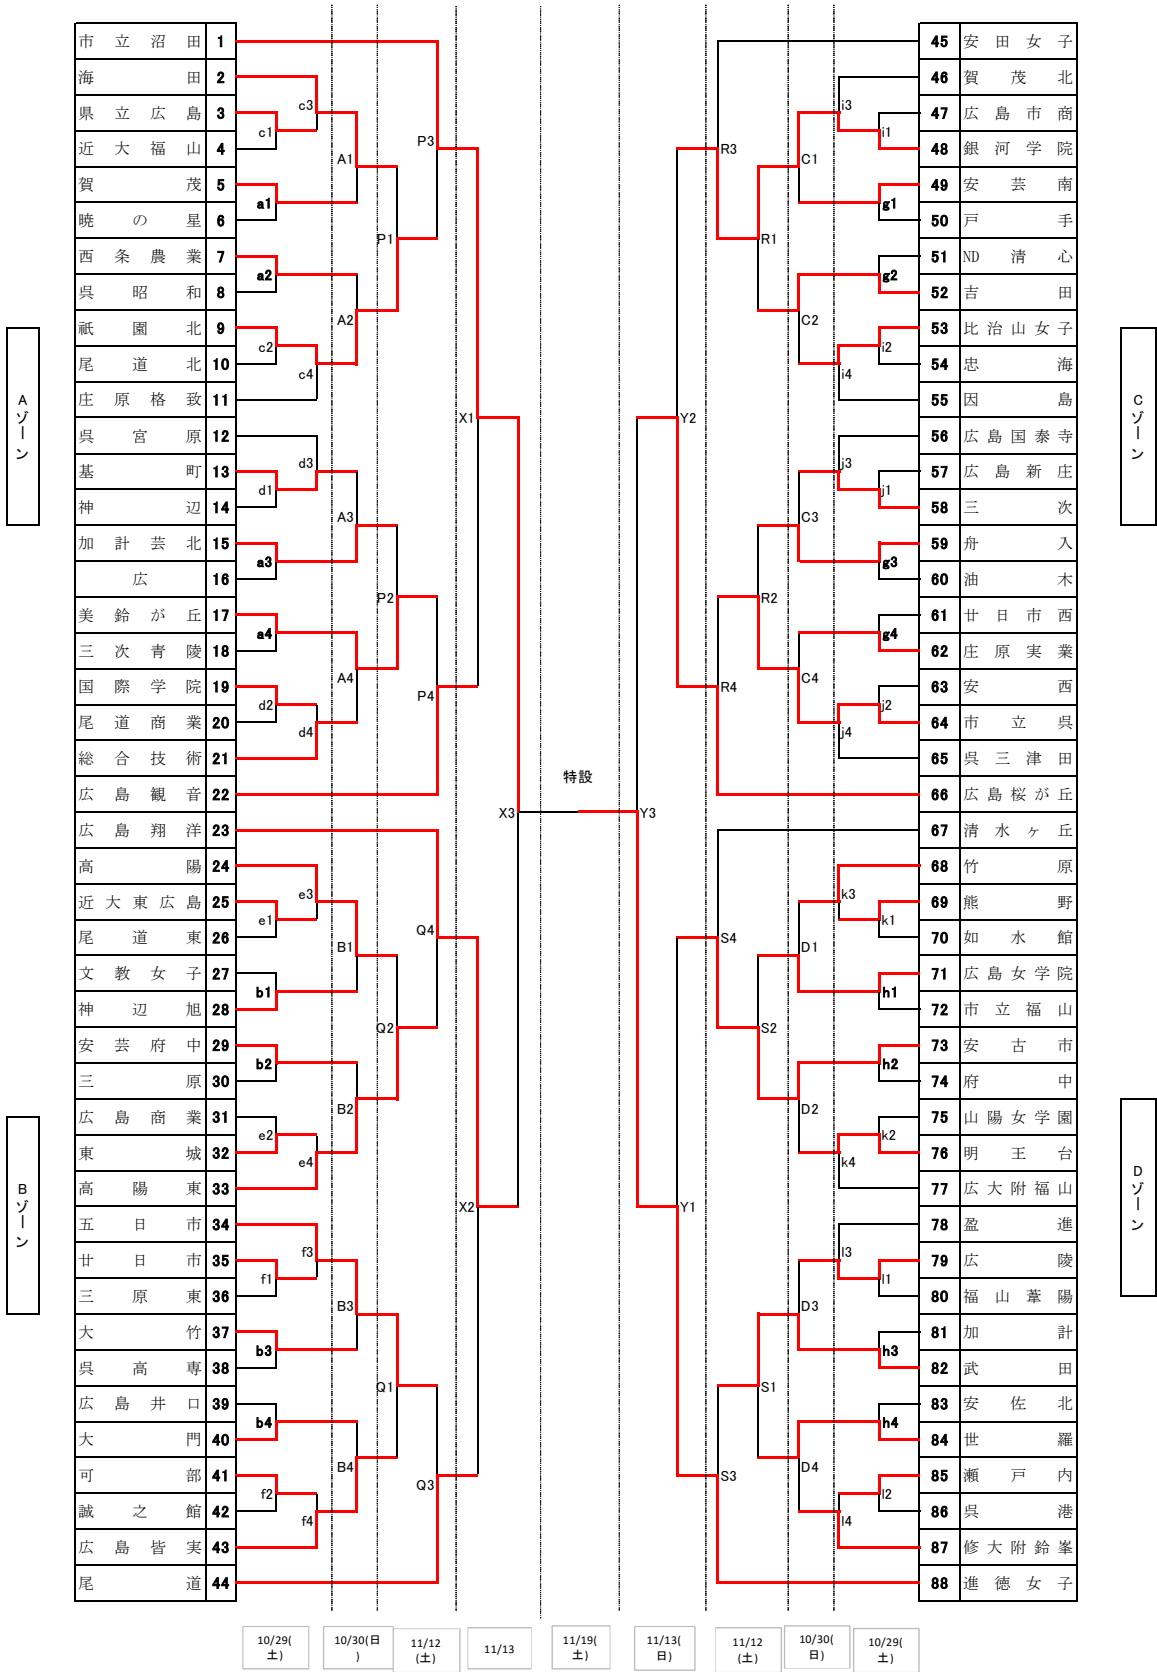 市立沼田 1
海田 2
県立広島 3
近大福山 4
賀茂 5
暁の星 6
西条農業 7
呉昭和 8
祇園北 9
尾道北 10
庄原格致 11
呉宮原 12
基町 13
神辺 14
加計芸北 15
広 16
美鈴が丘 17
三次青陵 18
国際学院 19
尾道商業 20
総合技術 21
広島観音 22
広島翔洋 23
高陽 24
近大東広島 25
尾道東 26
文教女子 27
神辺旭 28
安芸府中 29
三原 30
広島商業 31
東城 32
高陽東 33
五日市 34
廿日市 35
三原東 36
大竹 37
呉高専 38
広島井口 39
大門 40
可部 41
誠之館 42
広島皆実 43
尾道 44
Aゾーン
Bゾーン
c3
c1
A1
a1
P3
P1
a2
A2
c2
c4
X1
d3
d1
A3
a3
P2
a4
A4
P4
d2
d4
X3
e3
e1
Q4
B1
b1
Q2
b2
B2
e2
e4
X2
f3
f1
B3
b3
Q1
b4
B4
Q3
f2
f4
特設
45 安田女子
46 賀茂北
47 広島市商
48 銀河学院
49 安芸南
50 戸手
51 ND清心
52 吉田
53 比治山女子
54 忠海
55 因島
56 広島国泰寺
57 広島新庄
58 三次
59 舟入
60 油木
61 廿日市西
62 庄原実業
63 安西
64 市立呉
65 呉三津田
66 広島桜が丘
67 清水ヶ丘
68 竹原
69 熊野
70 如水館
71 広島女学院
72 市立福山
73 安古市
74 府中
75 山陽女学園
76 明王台
77 広大附福山
78 盈進
79 広陵
80 福山葦陽
81 加計
82 武田
83 安佐北
84 世羅
85 瀬戸内
86 呉港
87 修大附鈴峯
88 進徳女子
Cゾーン
Dゾーン
i3
i1
R3
C1
g1
R1
g2
C2
i2
i4
Y2
j3
j1
C3
g3
R2
g4
C4
R4
j2
j4
Y3
k3
k1
S4
D1
h1
S2
h2
D2
k2
k4
Y1
l3
l1
D3
h3
S1
h4
D4
S3
l2
l4
10/29(
土)
10/30(日
)
11/12
(土)
11/13
11/19(
土)
11/13(
日)
11/12
(土)
10/30(
日)
10/29(
土)